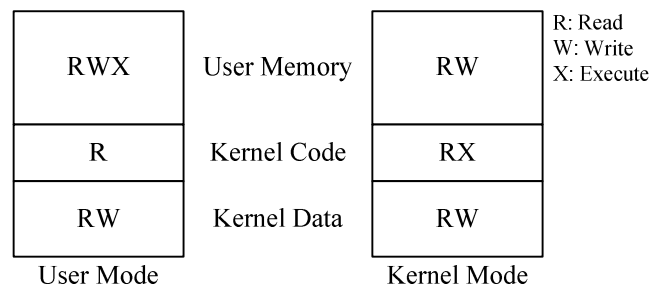 RWX User Memory RW
R: Read
W: Write
X: Execute
R Kernel Code RX
RW Kernel Data RW
User Mode Kernel Mode